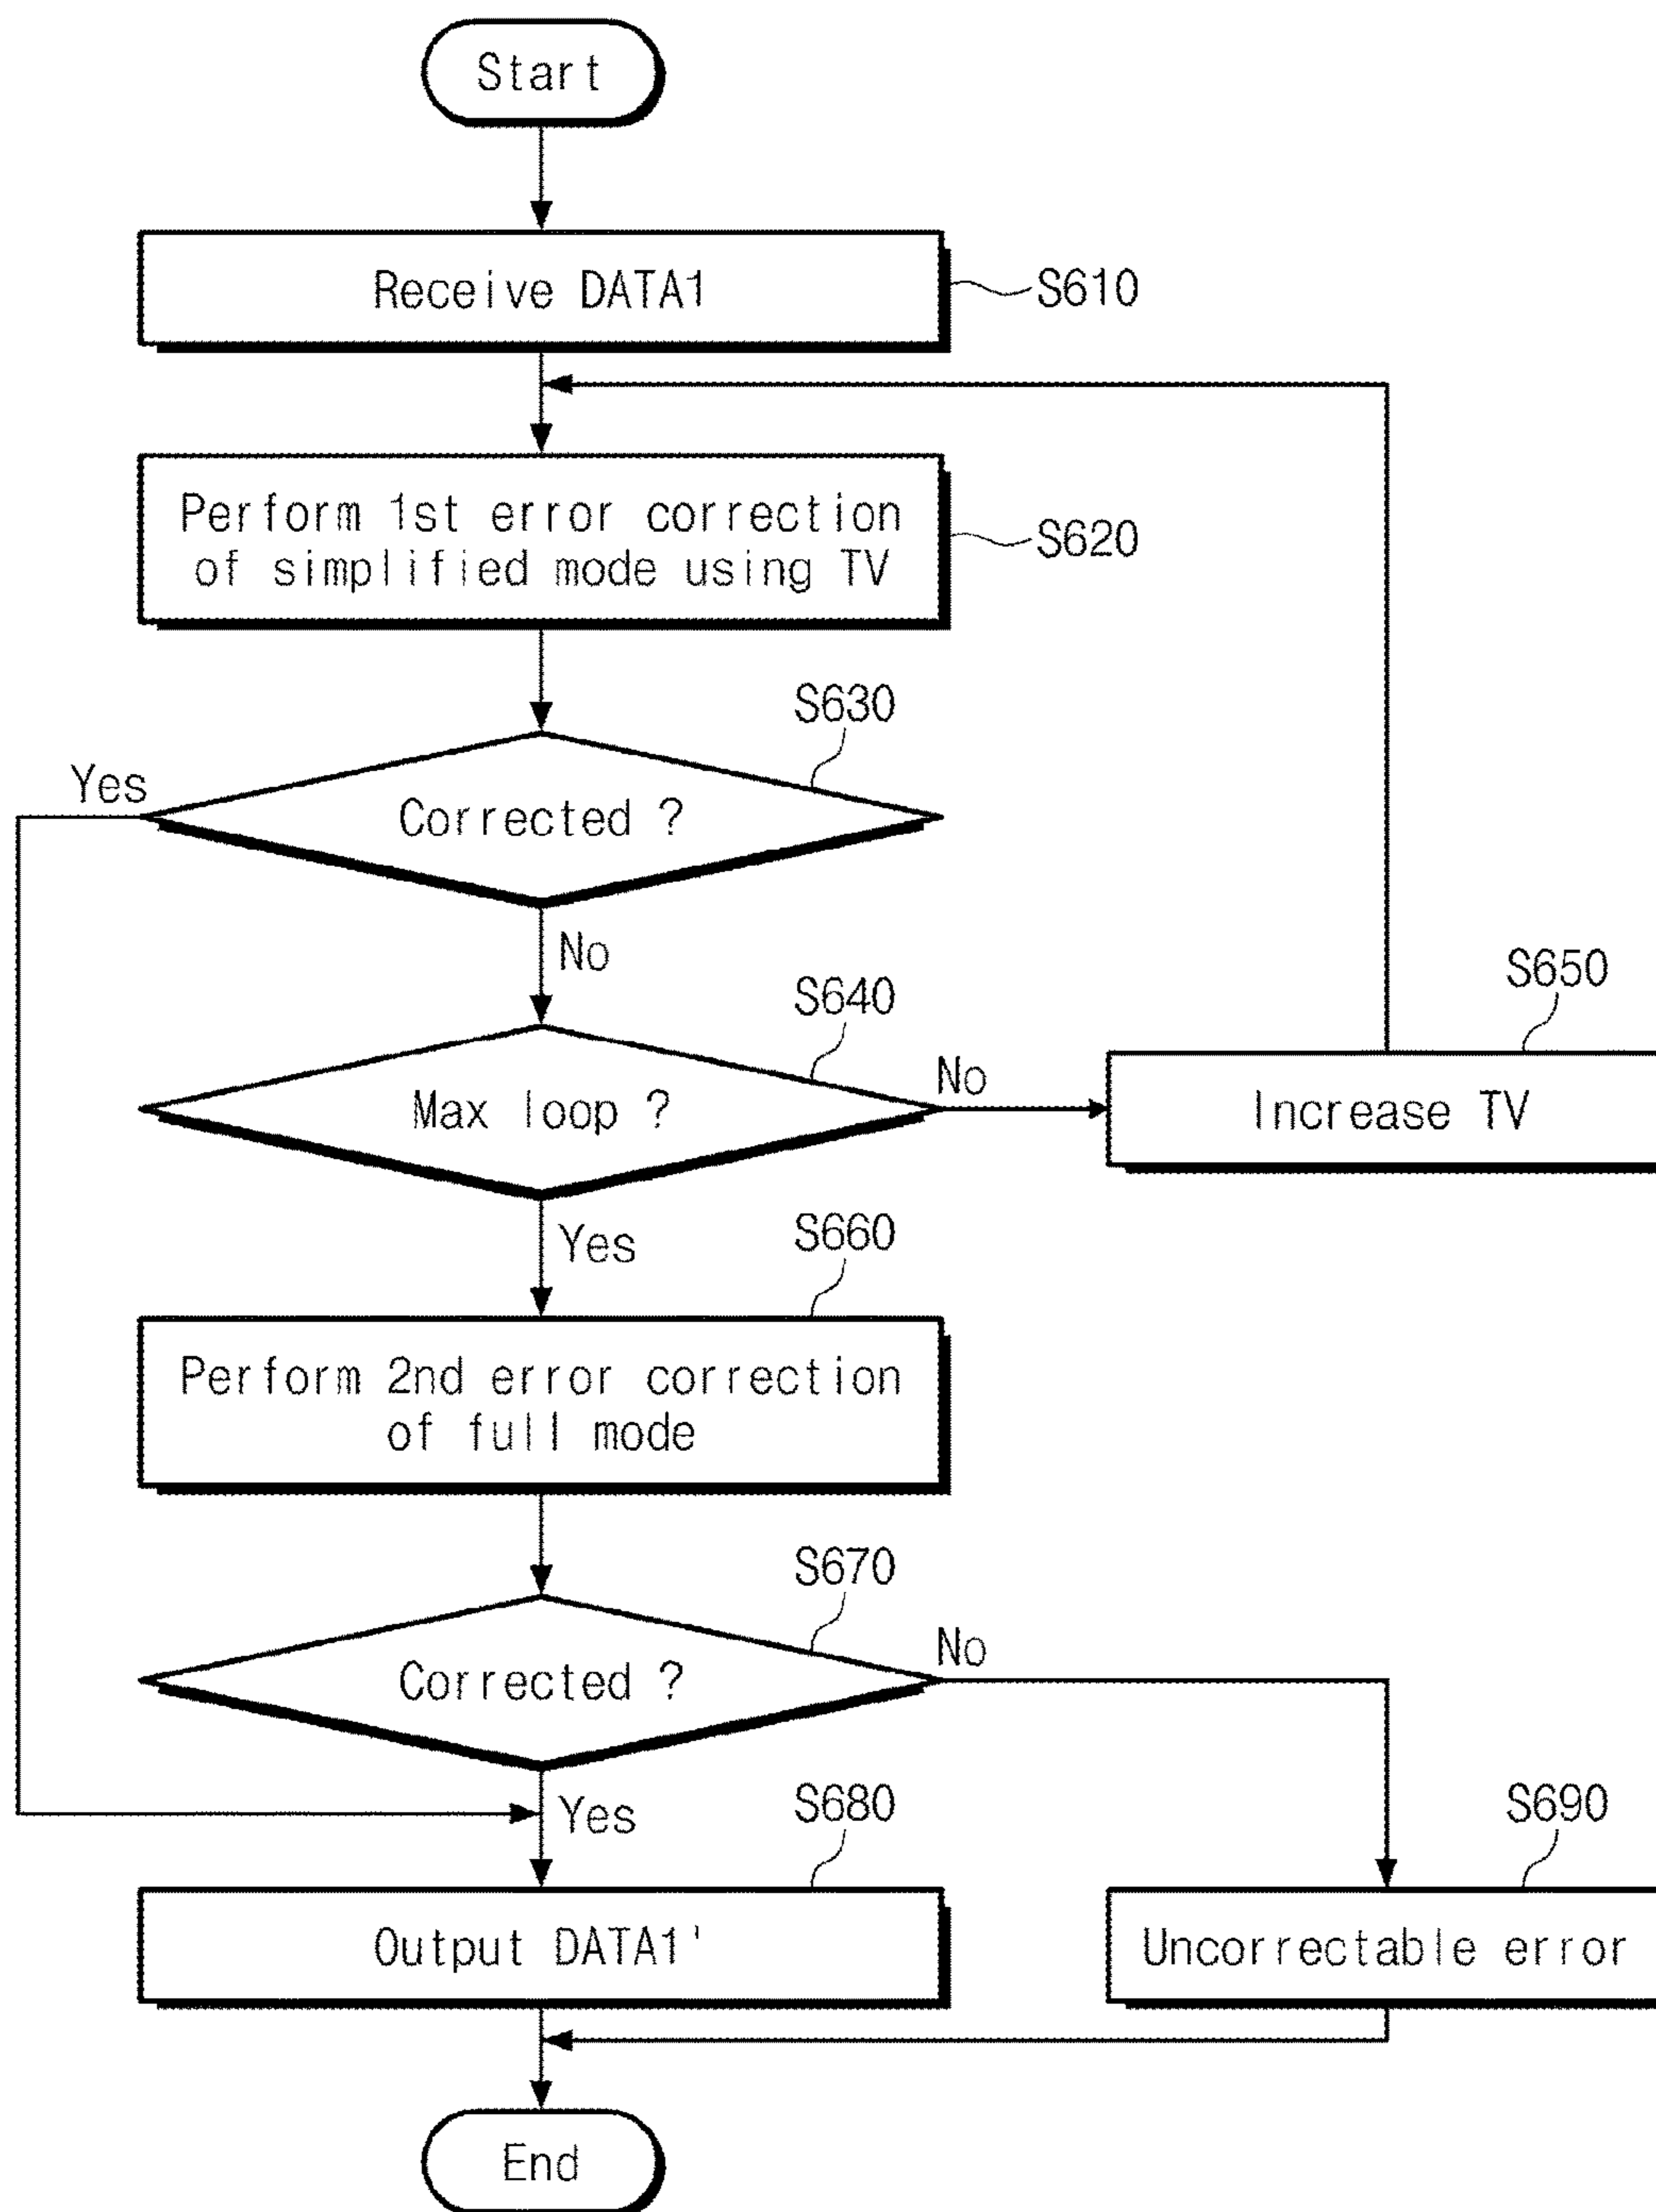 Start
Receive DATA1
S610
Perform 1st error correction
of simplified mode using TV
S620
S630
Yes
Corrected ?
No
S640
S650
Max loop ?
No
Increase TV
Yes
S660
Perform 2nd error correction
of full mode
S670
Corrected ?
No
Yes
S680
S690
Output DATA1'
Uncorrectable error
End